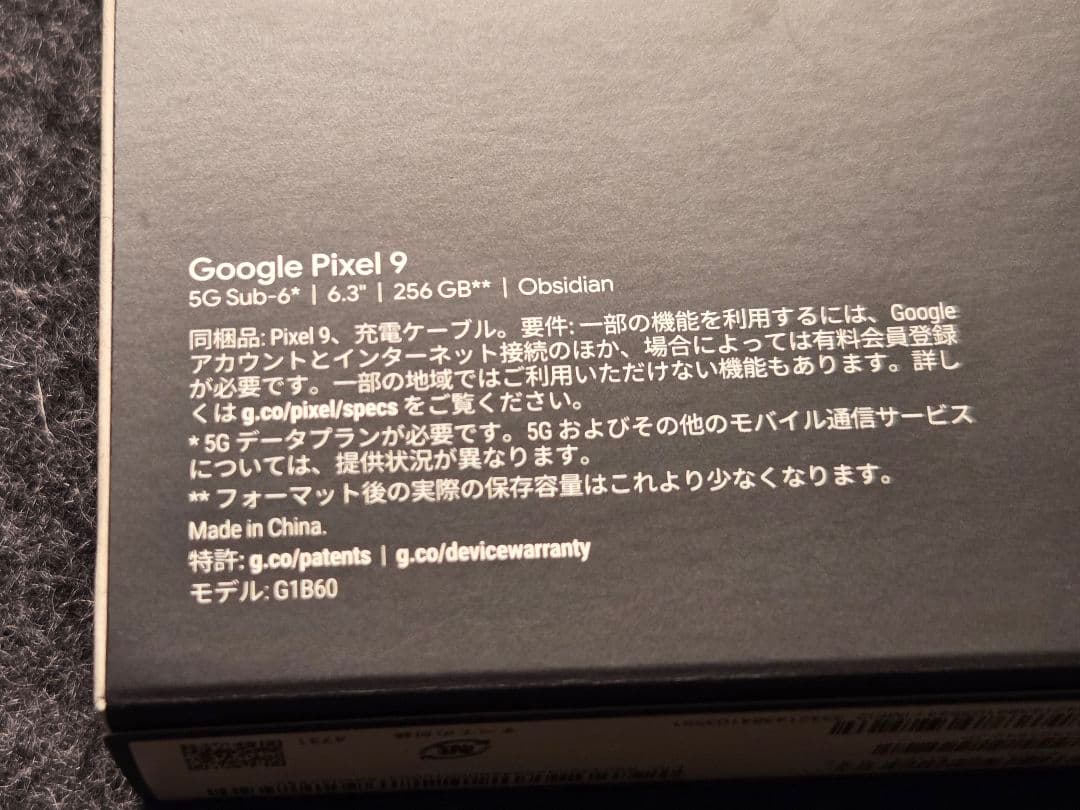 Google Pixel 9
5G Sub-6* | 6.3" | 256 GB** | Obsidian
同梱品: Pixel 9、充電ケーブル。要件: 一部の機能を利用するには、Google
アカウントとインターネット接続のほか、場合によっては有料会員登録
が必要です。一部の地域ではご利用いただけない機能もあります。詳し
くは g.co/pixel/specs をご覧ください。
* 5G データプランが必要です。5G およびその他のモバイル通信サービス
については、提供状況が異なります。
** フォーマット後の実際の保存容量はこれより少なくなります。
Made in China.
特許: g.co/patents | g.co/devicewarranty
モデル: G1B60